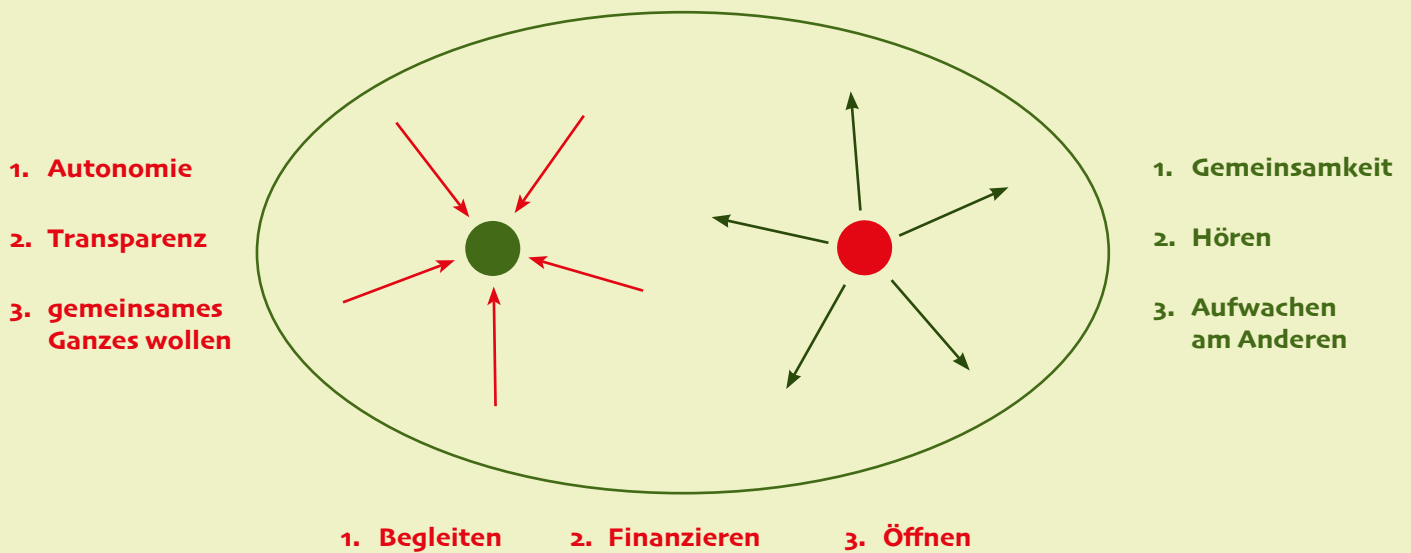 1. Autonomie
2. Transparenz
3. gemeinsames
Ganzes wollen
1. Gemeinsamkeit
2. Hören
3. Aufwachen
am Anderen
1. Begleiten 2. Finanzieren 3. Öffnen